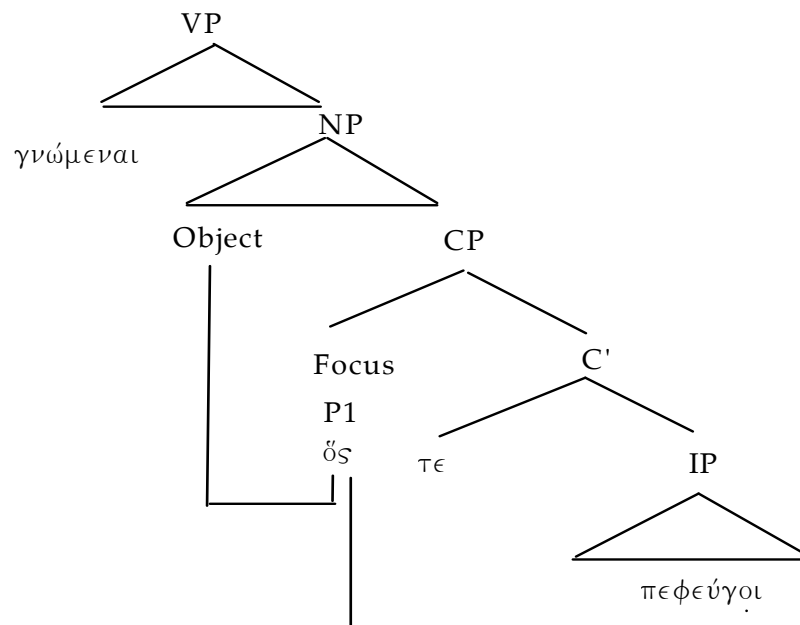 VP
NP
γνώμεναι
Object CP
Focus C'
P1
ὅς τε IP
πεφεύγοι